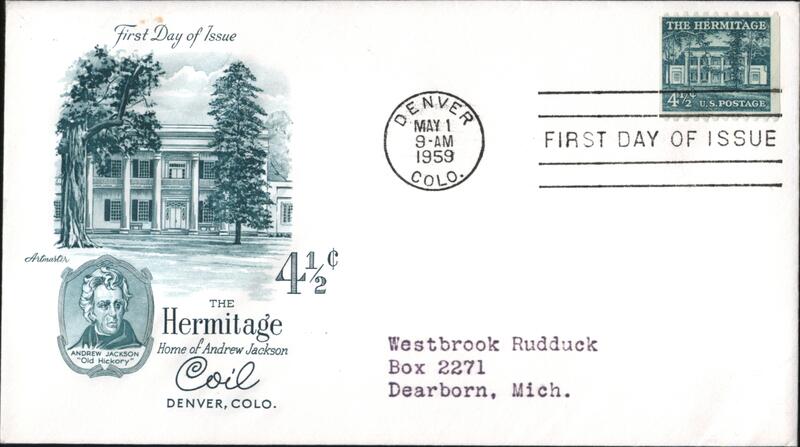 First Day of Issue
Artmaster
4½¢
THE
Hermitage
Home of Andrew Jackson
Coil
DENVER, COLO.
ANDREW JACKSON
"Old Hickory"
DENVER
MAY 1
9-AM
1959
COLO.
THE HERMITAGE
4½¢ U.S. POSTAGE
FIRST DAY OF ISSUE
Westbrook Rudduck
Box 2271
Dearborn, Mich.